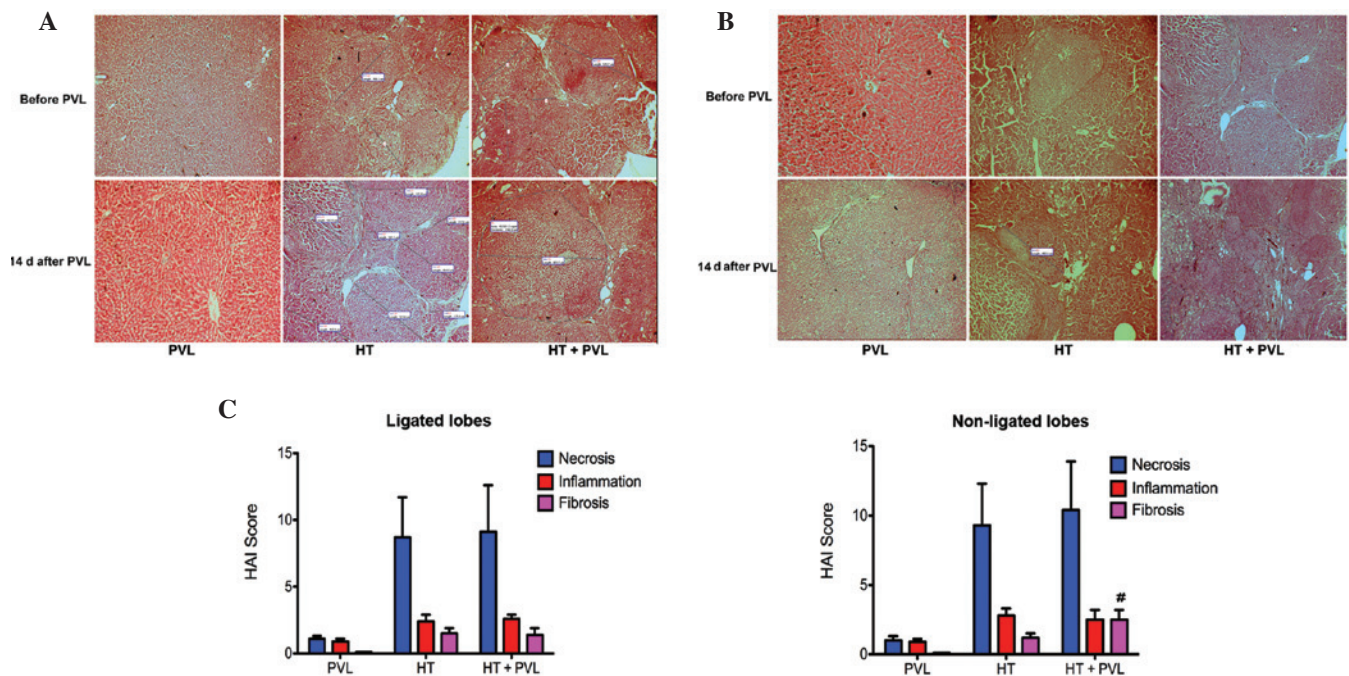 A
B
Before PVL
14 d after PVL
PVL
HT
HT + PVL
Before PVL
14 d after PVL
PVL
HT
HT + PVL
C
Ligated lobes
15
10
5
0
HAI Score
Necrosis
Inflammation
Fibrosis
PVL
HT
HT + PVL
Non-ligated lobes
15
10
5
0
HAI Score
Necrosis
Inflammation
Fibrosis
#
PVL
HT
HT + PVL